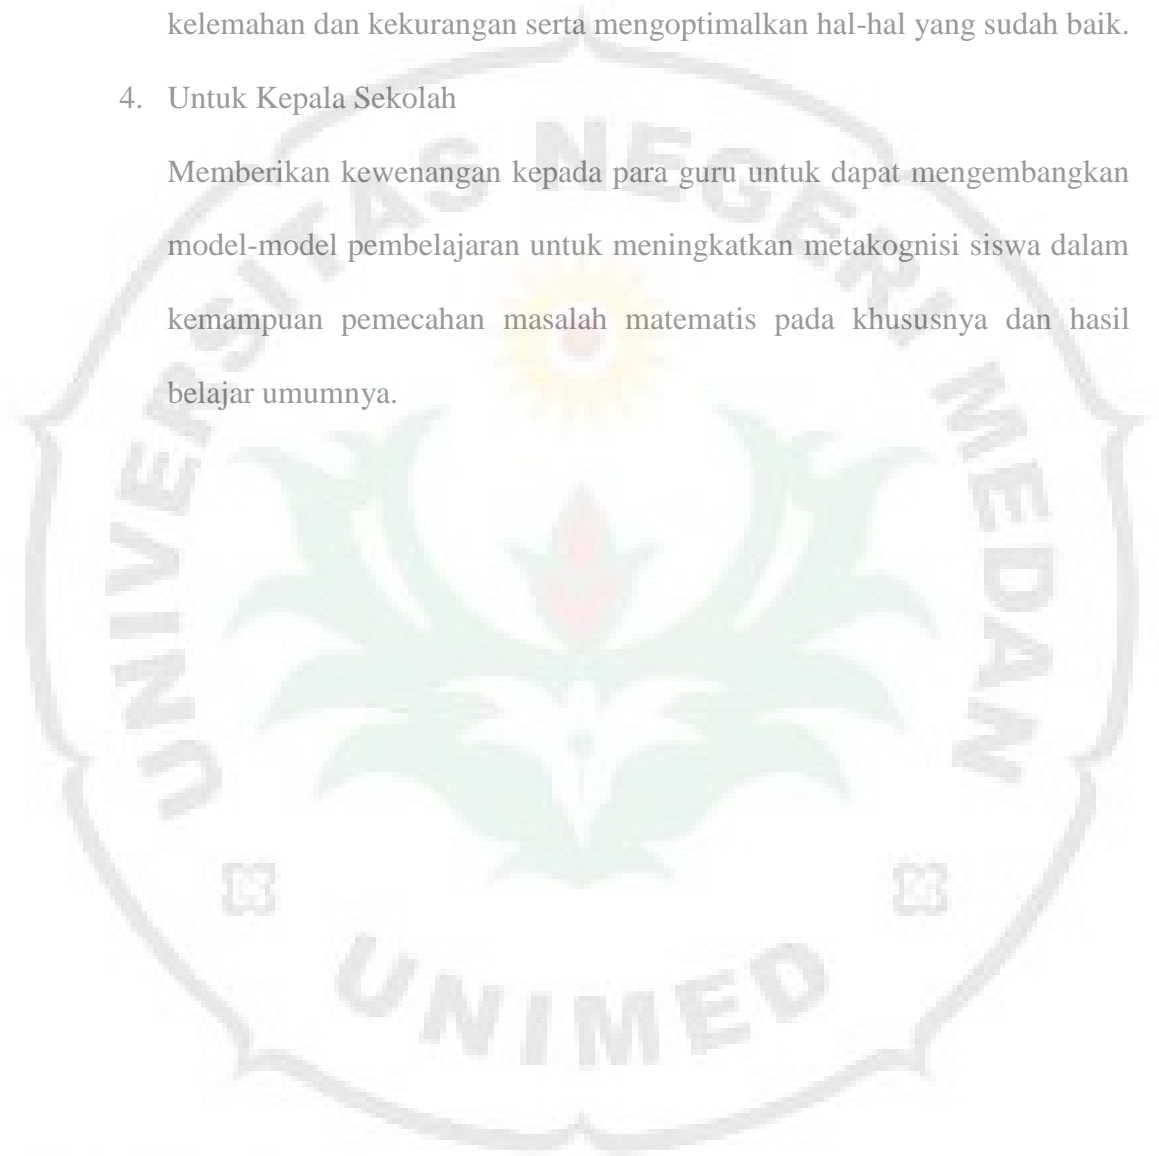 kelemahan dan kekurangan serta mengoptimalkan hal-hal yang sudah baik.
4. Untuk Kepala Sekolah
Memberikan kewenangan kepada para guru untuk dapat mengembangkan
model-model pembelajaran untuk meningkatkan metakognisi siswa dalam
kemampuan pemecahan masalah matematis pada khususnya dan hasil
belajar umumnya.
UNIVERSITAS NEGERI MEDAN
UNIMED